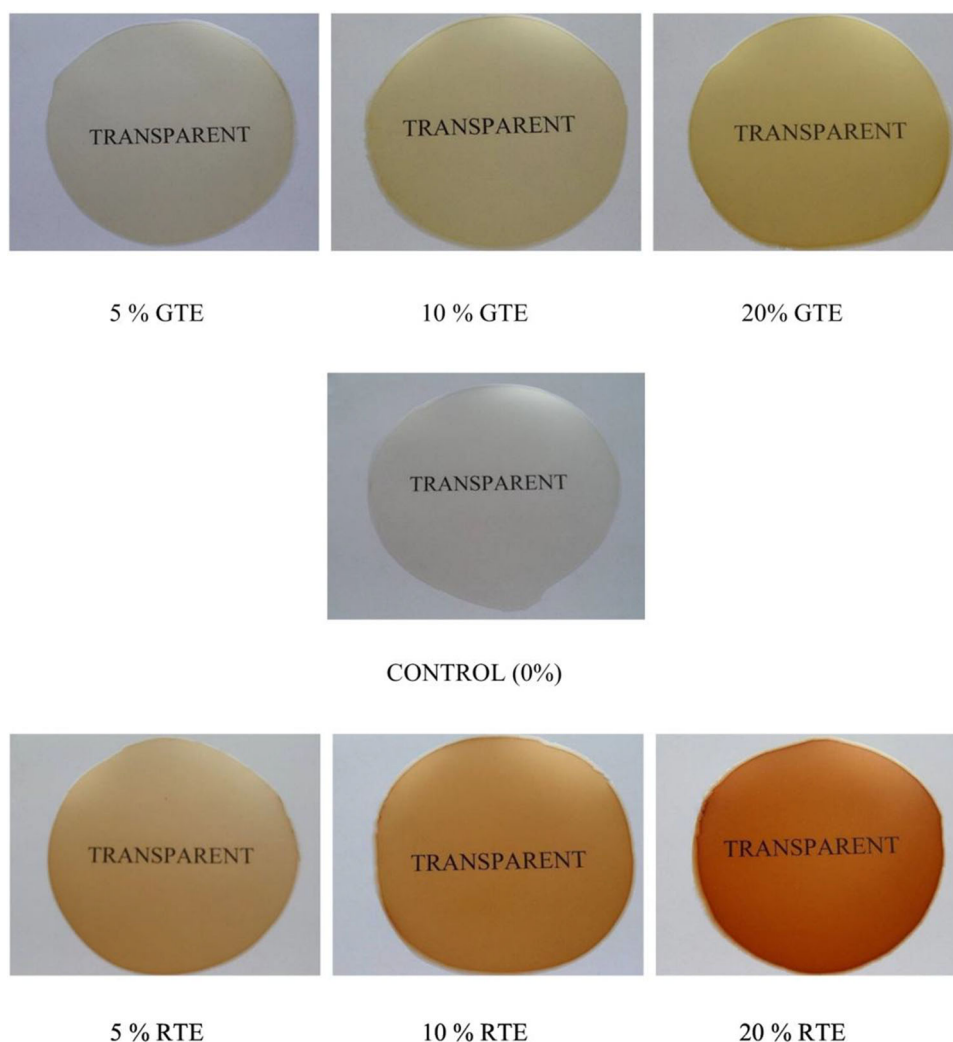 TRANSPARENT
TRANSPARENT
TRANSPARENT
5 % GTE
10 % GTE
20% GTE
TRANSPARENT
CONTROL (0%)
TRANSPARENT
TRANSPARENT
TRANSPARENT
5 % RTE
10 % RTE
20 % RTE